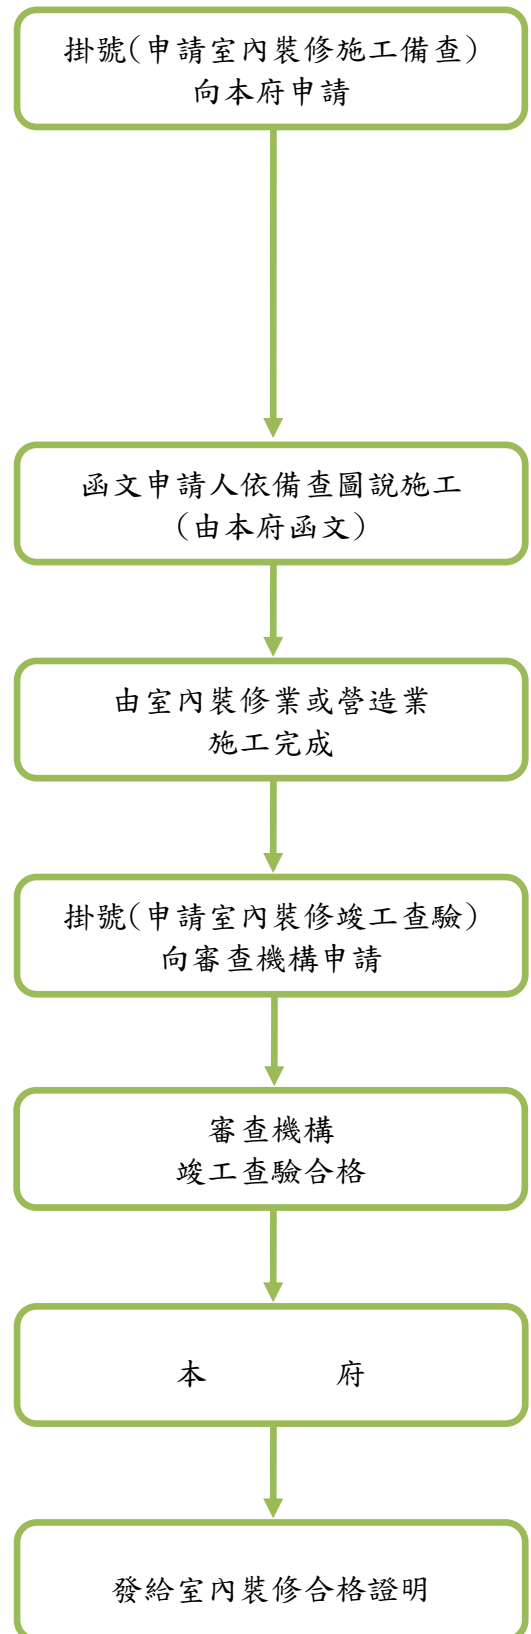 掛號(申請室內裝修施工備查)
向本府申請
函文申請人依備查圖說施工
(由本府函文)
由室內裝修業或營造業
施工完成
掛號(申請室內裝修竣工查驗)
向審查機構申請
審查機構
竣工查驗合格
本 府
發給室內裝修合格證明